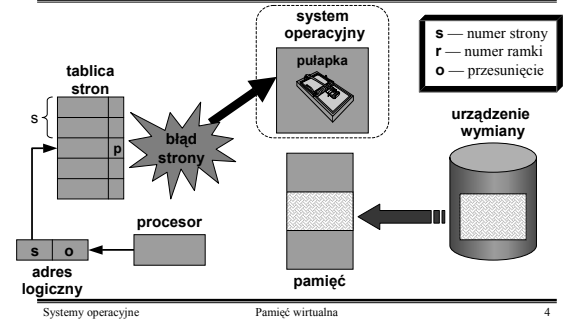 system
operacyjny
pułapka
s — numer strony
r — numer ramki
o — przesunięcie
tablica
stron
s
p
błąd
strony
urządzenie
wymiany
procesor
s o
adres
logiczny
pamięć
Systemy operacyjne Pamięć wirtualna 4